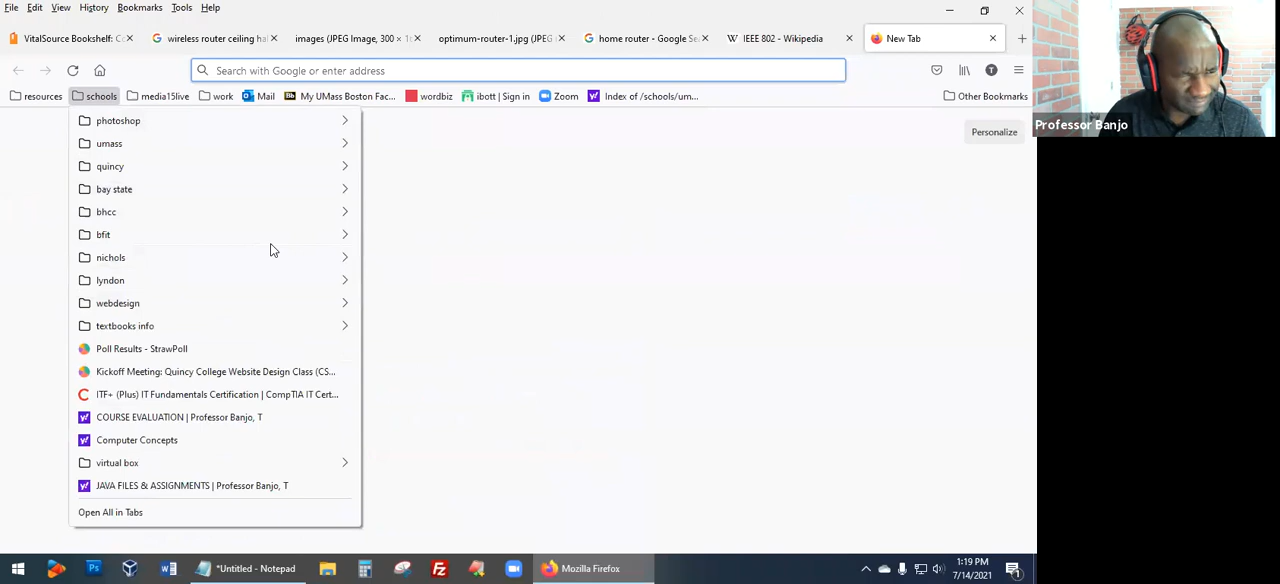 File Edit View History Bookmarks Tools Help
VitalSource Bookshelf: Cc wireless router ceiling hal images (JPEG Image, 300 × 1 optimum-router-1.jpg (JPEG home router - Google Se IEEE 802 - Wikipedia New Tab
Search with Google or enter address
resources schools media15live work Mail My UMass Boston Fac... wordbiz ibott | Sign in Zoom Index of /schools/um... Other Bookmarks
Personalize
Professor Banjo
photoshop
umass
quincy
bay state
bhcc
bfit
nichols
lyndon
webdesign
textbooks info
Poll Results - StrawPoll
Kickoff Meeting: Quincy College Website Design Class (CS...
ITF+ (Plus) IT Fundamentals Certification | CompTIA IT Cert...
COURSE EVALUATION | Professor Banjo, T
Computer Concepts
virtual box
JAVA FILES & ASSIGNMENTS | Professor Banjo, T
Open All in Tabs
*Untitled - Notepad Mozilla Firefox 1:19 PM
7/14/2021